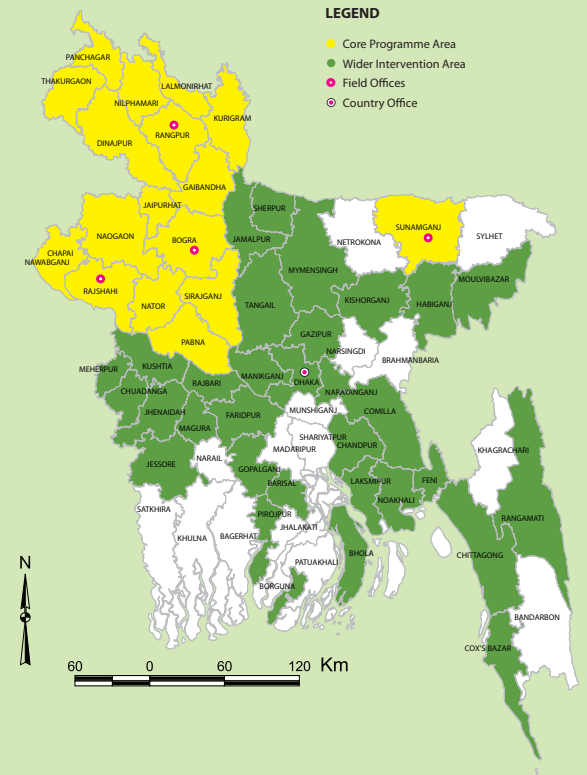 LEGEND
Core Programme Area
Wider Intervention Area
Field Offices
Country Office
PANCHAGAR
THAKURGAON
LALMONIRHAT
NILPHAMARI
KURIGRAM
RANGPUR
DINAJPUR
GAIBANDHA
JAIPURHAT
SHERPUR
NAOGAON
BOGRA
JAMALPUR
NETROKONA
SUNAMGANJ
SYLHET
CHAPAI
NAWABGANJ
MYMENSINGH
MOULVIBAZAR
RAJSHAHI
SIRAJGANJ
NATOR
TANGAIL
KISHORGANJ
HABIGANJ
PABNA
GAZIPUR
NARSINGDI
BRAHMANBARIA
MEHERPUR
KUSHTIA
RAJBARI
MANIKGANJ
DHAKA
CHUADANGA
NARAYANGANJ
JHENAIDAH
FARIDPUR
MUNSHIGANJ
COMILLA
MAGURA
SHARIYATPUR
CHANDPUR
MADARIPUR
KHAGRACHARI
NARAIL
JESSORE
GOPALGANJ
BARISAL
LAKSMIPUR
FENI
NOAKHALI
SATKHIRA
PIROJPUR
RANGAMATI
JHALAKATI
KHULNA
BAGERHAT
BHOLA
CHITTAGONG
PATUAKHALI
BORGUNA
BANDARBON
COX'S BAZAR
N
60 0 60 120 Km